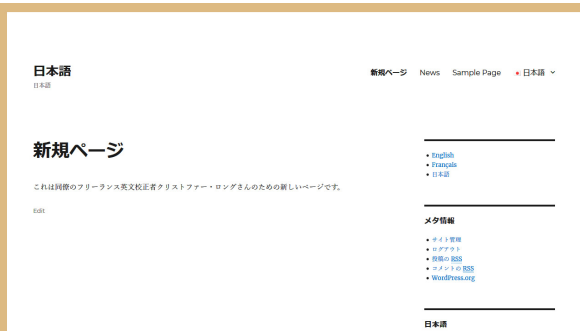 日本語
日本語
新規ページ News Sample Page 日本語
新規ページ
これは同僚のフリーランス英文校正者クリストファー・ロングさんのための新しいページです。
Edit
English
Français
日本語
メタ情報
サイト管理
ログアウト
投稿の RSS
コメントの RSS
WordPress.org
日本語